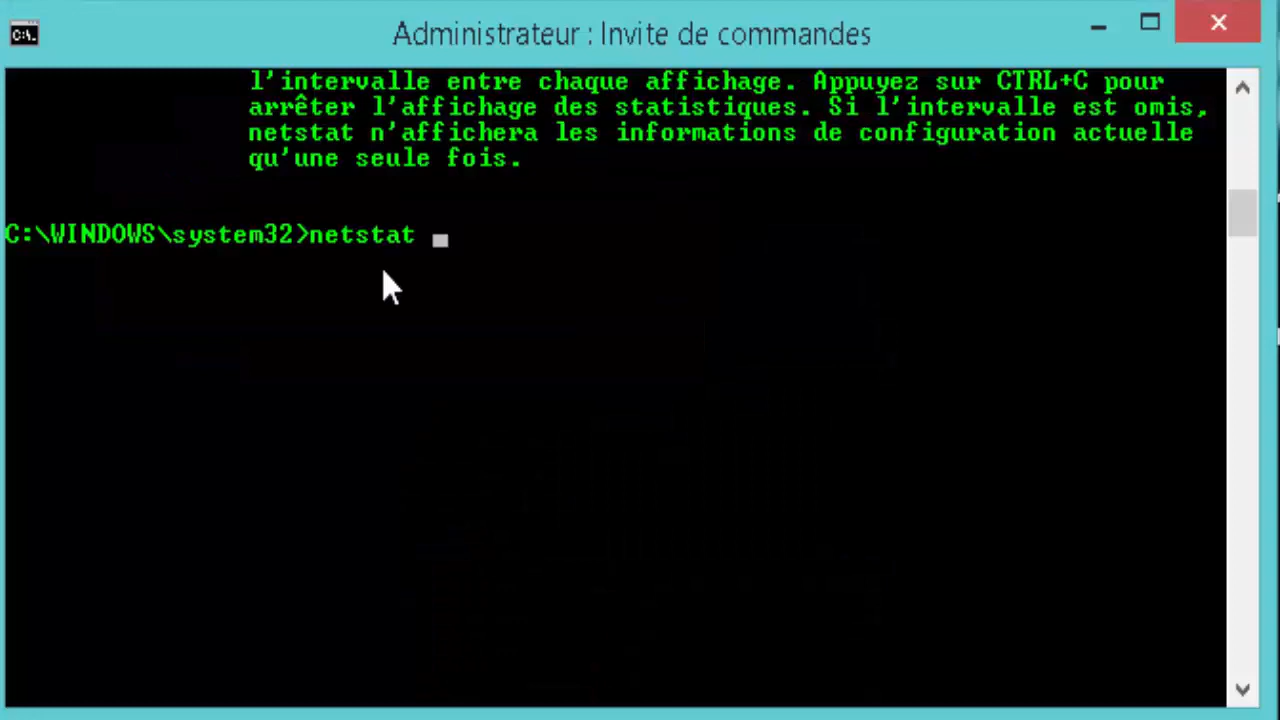 Administrateur : Invite de commandes
l'intervalle entre chaque affichage. Appuyez sur CTRL+C pour
arrêter l'affichage des statistiques. Si l'intervalle est omis,
netstat n'affichera les informations de configuration actuelle
qu'une seule fois.
C:\WINDOWS\system32>netstat